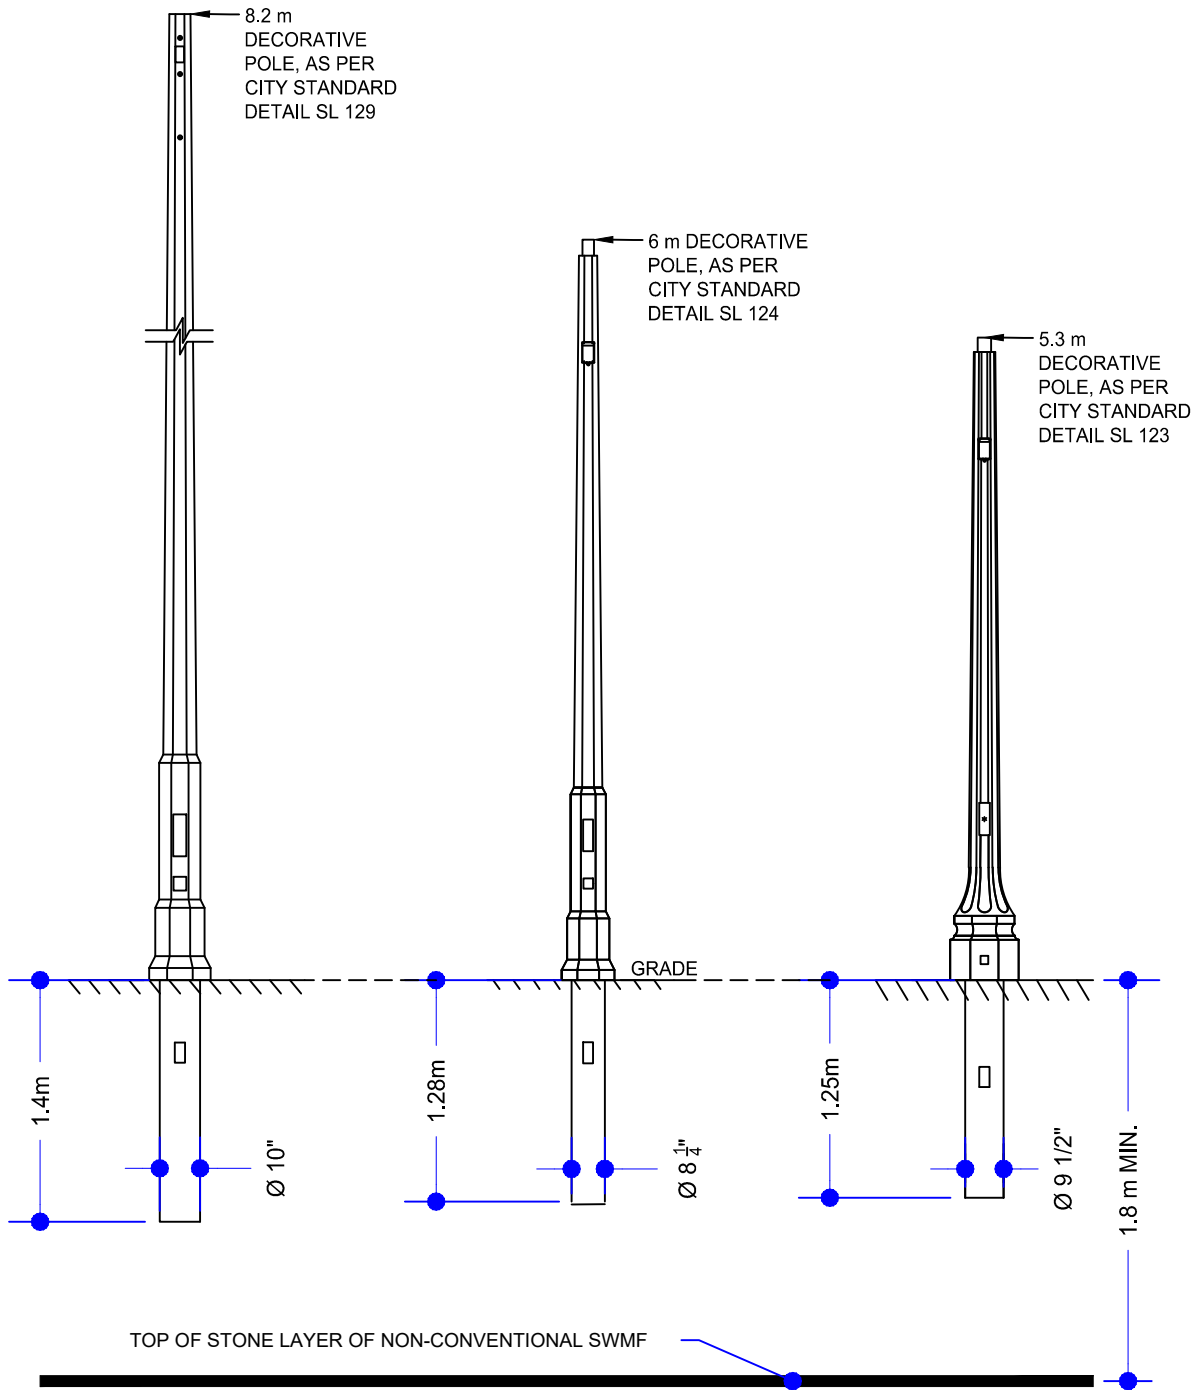 8.2 m
DECORATIVE
POLE, AS PER
CITY STANDARD
DETAIL SL 129
6 m DECORATIVE
POLE, AS PER
CITY STANDARD
DETAIL SL 124
5.3 m
DECORATIVE
POLE, AS PER
CITY STANDARD
DETAIL SL 123
GRADE
1.4m
Ø 10"
1.28m
Ø 8 1/4"
1.25m
Ø 9 1/2"
1.8 m MIN.
TOP OF STONE LAYER OF NON-CONVENTIONAL SWMF